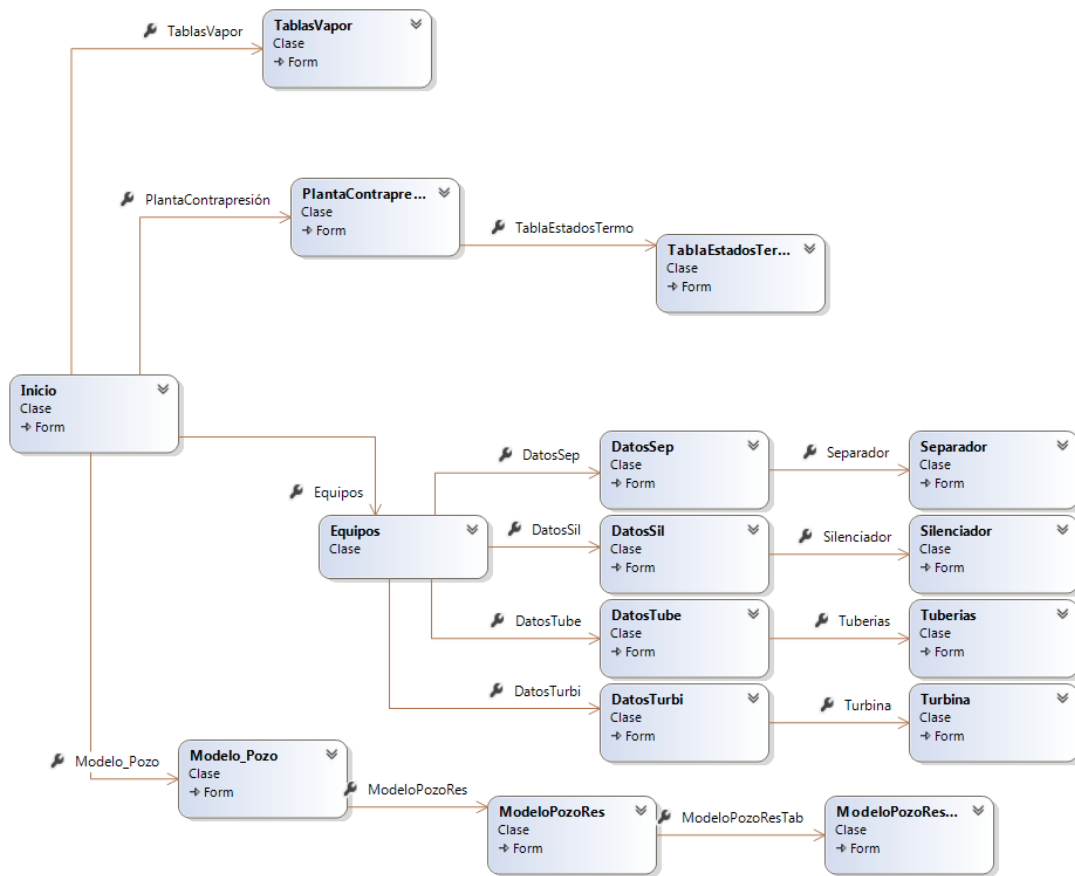 TablasVapor
TablasVapor
Clase
Form
PlantaContrapresión
PlantaContrapre...
Clase
Form
TablaEstadosTermo
TablaEstadosTer...
Clase
Form
Inicio
Clase
Form
Equipos
Equipos
Clase
DatosSep
DatosSep
Clase
Form
Separador
Separador
Clase
Form
DatosSil
DatosSil
Clase
Form
Silenciador
Silenciador
Clase
Form
DatosTube
DatosTube
Clase
Form
Tuberias
Tuberias
Clase
Form
DatosTurbi
DatosTurbi
Clase
Form
Turbina
Turbina
Clase
Form
Modelo_Pozo
Modelo_Pozo
Clase
Form
ModeloPozoRes
ModeloPozoRes
Clase
Form
ModeloPozoResTab
ModeloPozoRes...
Clase
Form